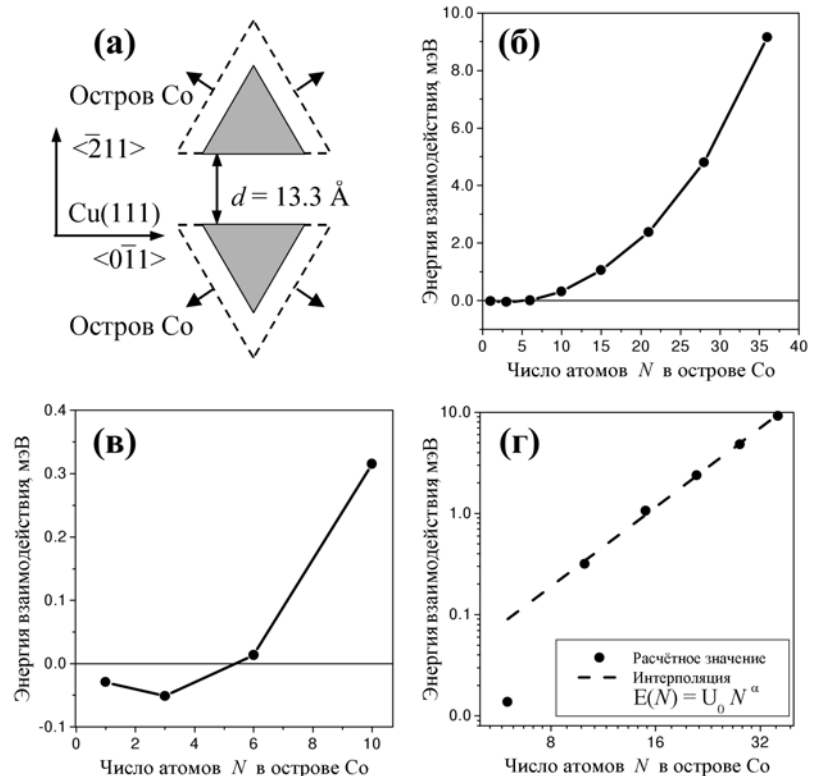 (а)
Остров Co
<2̅11>
d = 13.3 Å
Cu(111)
<01̅1>
Остров Co
(б)
Энергия взаимодействия, мэВ
10.0
8.0
6.0
4.0
2.0
0.0
0 5 10 15 20 25 30 35 40
Число атомов N в острове Co
(в)
Энергия взаимодействия, мэВ
0.4
0.3
0.2
0.1
0.0
-0.1
0 2 4 6 8 10
Число атомов N в острове Co
(г)
Энергия взаимодействия, мэВ
10.0
1.0
0.1
0.0
Расчётное значение
Интерполяция
E(N) = U₀ N^α
8 16 32
Число атомов N в острове Co